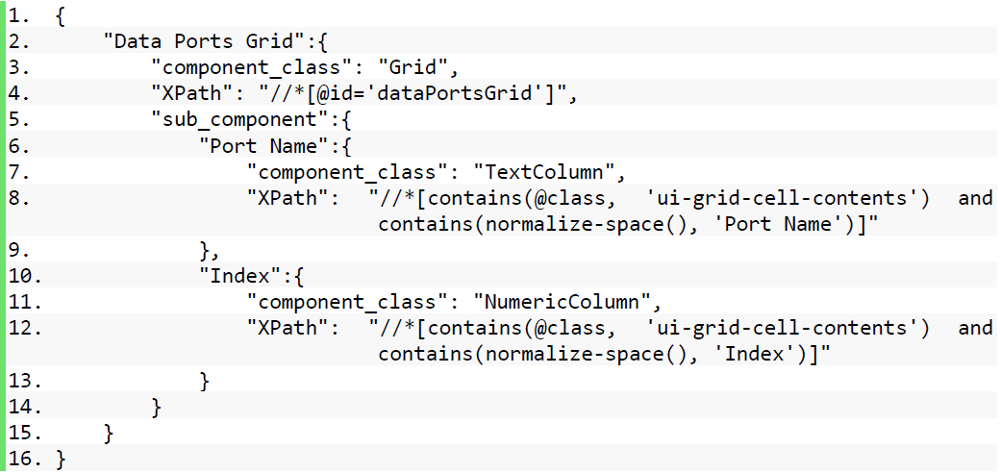 1. {
2.     "Data Ports Grid":{
3.         "component_class": "Grid",
4.         "XPath": "//*[@id='dataPortsGrid']",
5.         "sub_component":{
6.             "Port Name":{
7.                 "component_class": "TextColumn",
8.                 "XPath": "//*[contains(@class, 'ui-grid-cell-contents') and
                            contains(normalize-space(), 'Port Name')]"
9.             },
10.             "Index":{
11.                 "component_class": "NumericColumn",
12.                 "XPath": "//*[contains(@class, 'ui-grid-cell-contents') and
                            contains(normalize-space(), 'Index')]"
13.             }
14.         }
15.     }
16. }